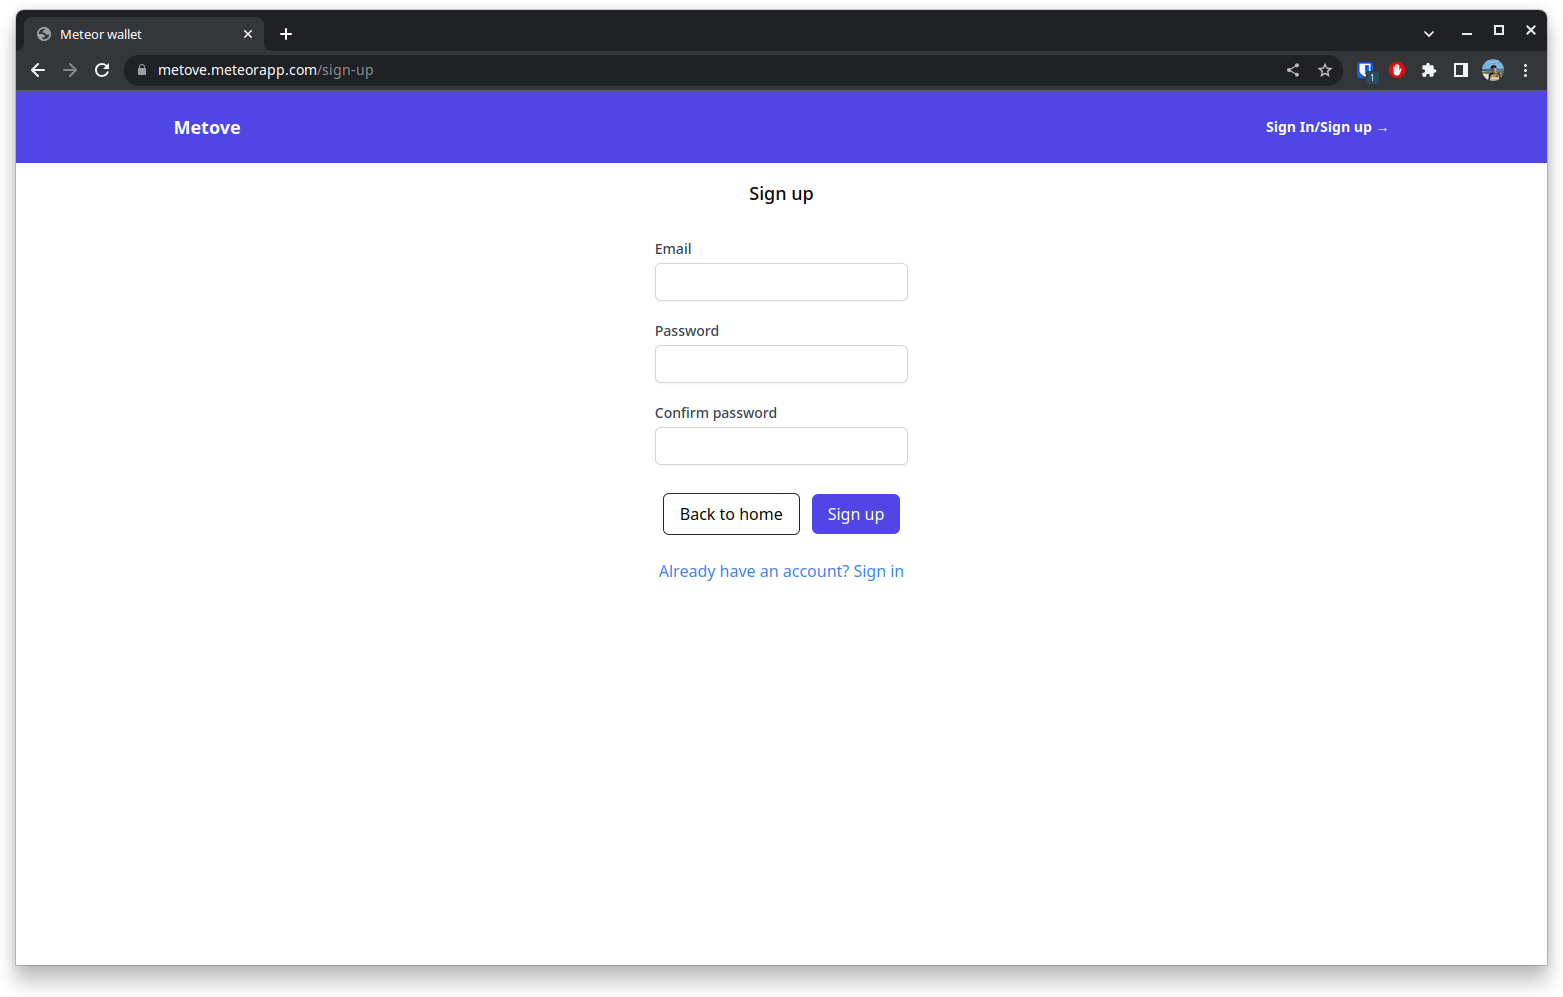 Meteor wallet
metove.meteorapp.com/sign-up
1
Metove
Sign In/Sign up →
Sign up
Email
Password
Confirm password
Back to home
Sign up
Already have an account? Sign in